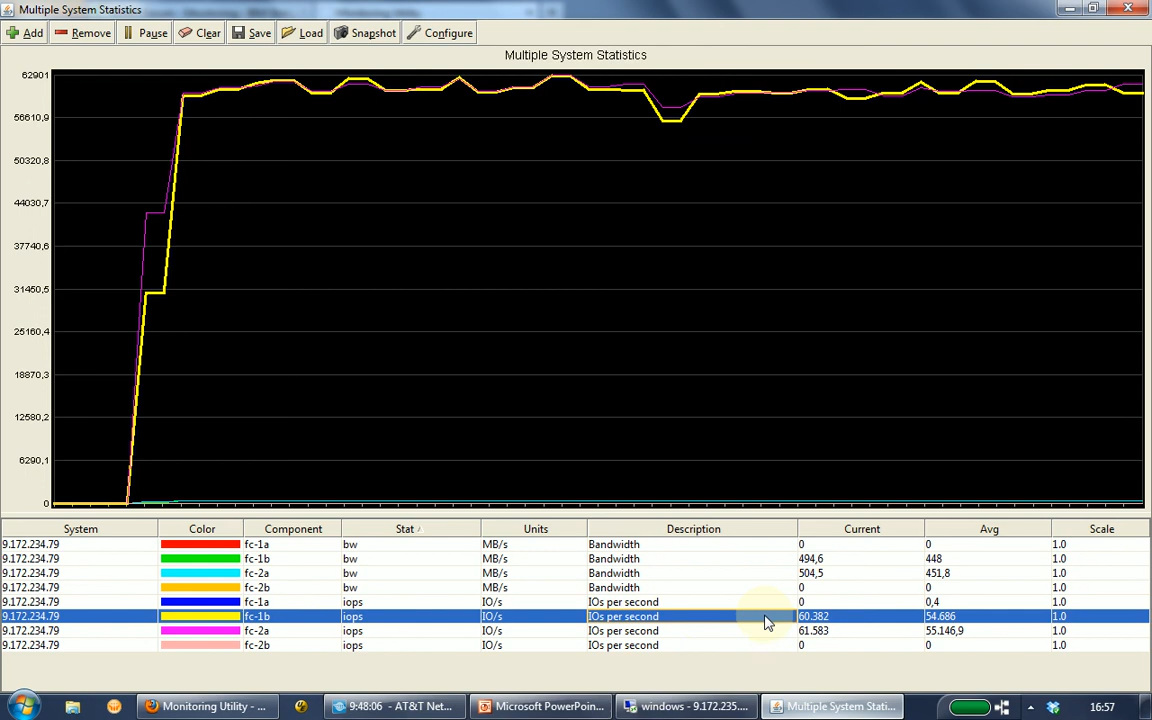 Multiple System Statistics
Add Remove Pause Clear Save Load Snapshot Configure
Multiple System Statistics
62901
56610,9
50320,8
44030,7
37740,6
31450,5
25160,4
18870,3
12580,2
6290,1
0
System Color Component Stat Units Description Current Avg Scale
9.172.234.79 fc-1a bw MB/s Bandwidth 0 0 1.0
9.172.234.79 fc-1b bw MB/s Bandwidth 494,6 448 1.0
9.172.234.79 fc-2a bw MB/s Bandwidth 504,5 451,8 1.0
9.172.234.79 fc-2b bw MB/s Bandwidth 0 0 1.0
9.172.234.79 fc-1a iops IO/s IOs per second 0 0,4 1.0
9.172.234.79 fc-1b iops IO/s IOs per second 60.382 54.686 1.0
9.172.234.79 fc-2a iops IO/s IOs per second 61.583 55.146,9 1.0
9.172.234.79 fc-2b iops IO/s IOs per second 0 0 1.0
Monitoring Utility - ... 9:48:06 - AT&T Net... Microsoft PowerPoin... windows - 9.172.235.... Multiple System Stati... 16:57